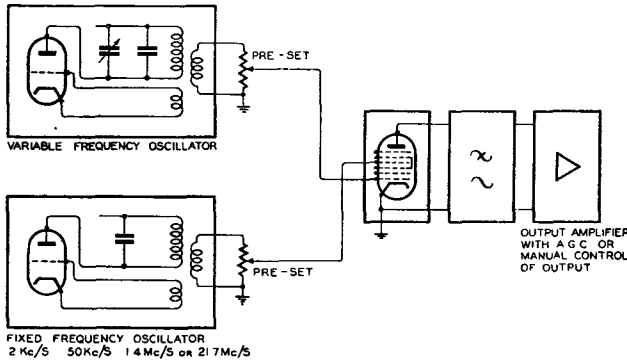 PRE-SET
VARIABLE FREQUENCY OSCILLATOR
PRE-SET
OUTPUT AMPLIFIER
WITH A G C OR
MANUAL CONTROL
OF OUTPUT
FIXED FREQUENCY OSCILLATOR
2 Kc/S 50Kc/S 1 4 Mc/S OR 21 7Mc/S